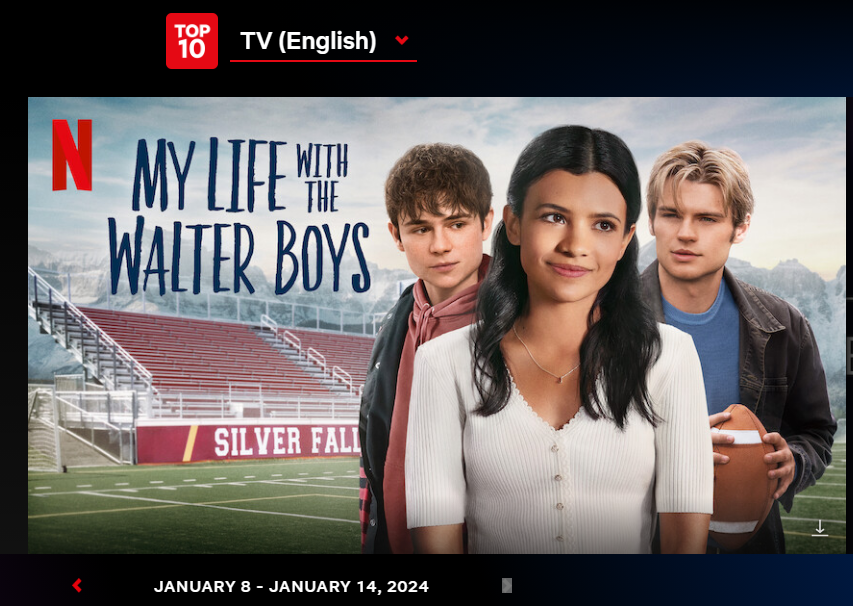 TOP
10
TV (English)
N
MY LIFE WITH
THE
WALTER BOYS
SILVER FALL
JANUARY 8 - JANUARY 14, 2024